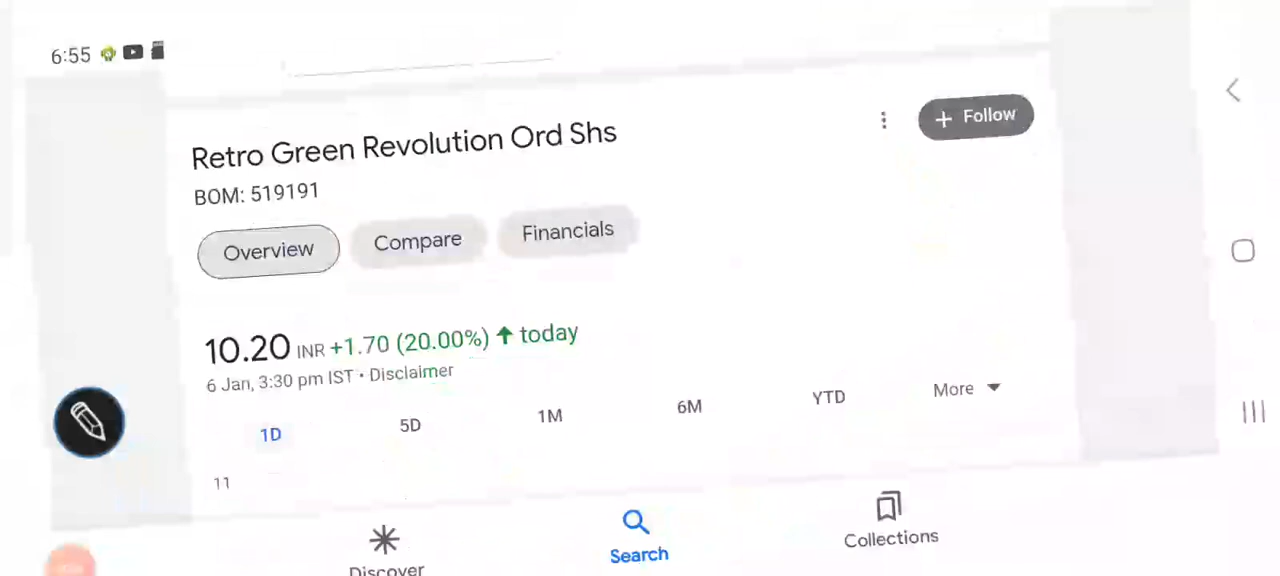 6:55
Retro Green Revolution Ord Shs
+ Follow
BOM: 519191
Overview
Compare
Financials
10.20 INR +1.70 (20.00%) ↑ today
6 Jan, 3:30 pm IST • Disclaimer
1D
5D
1M
6M
YTD
More
11
Discover
Search
Collections